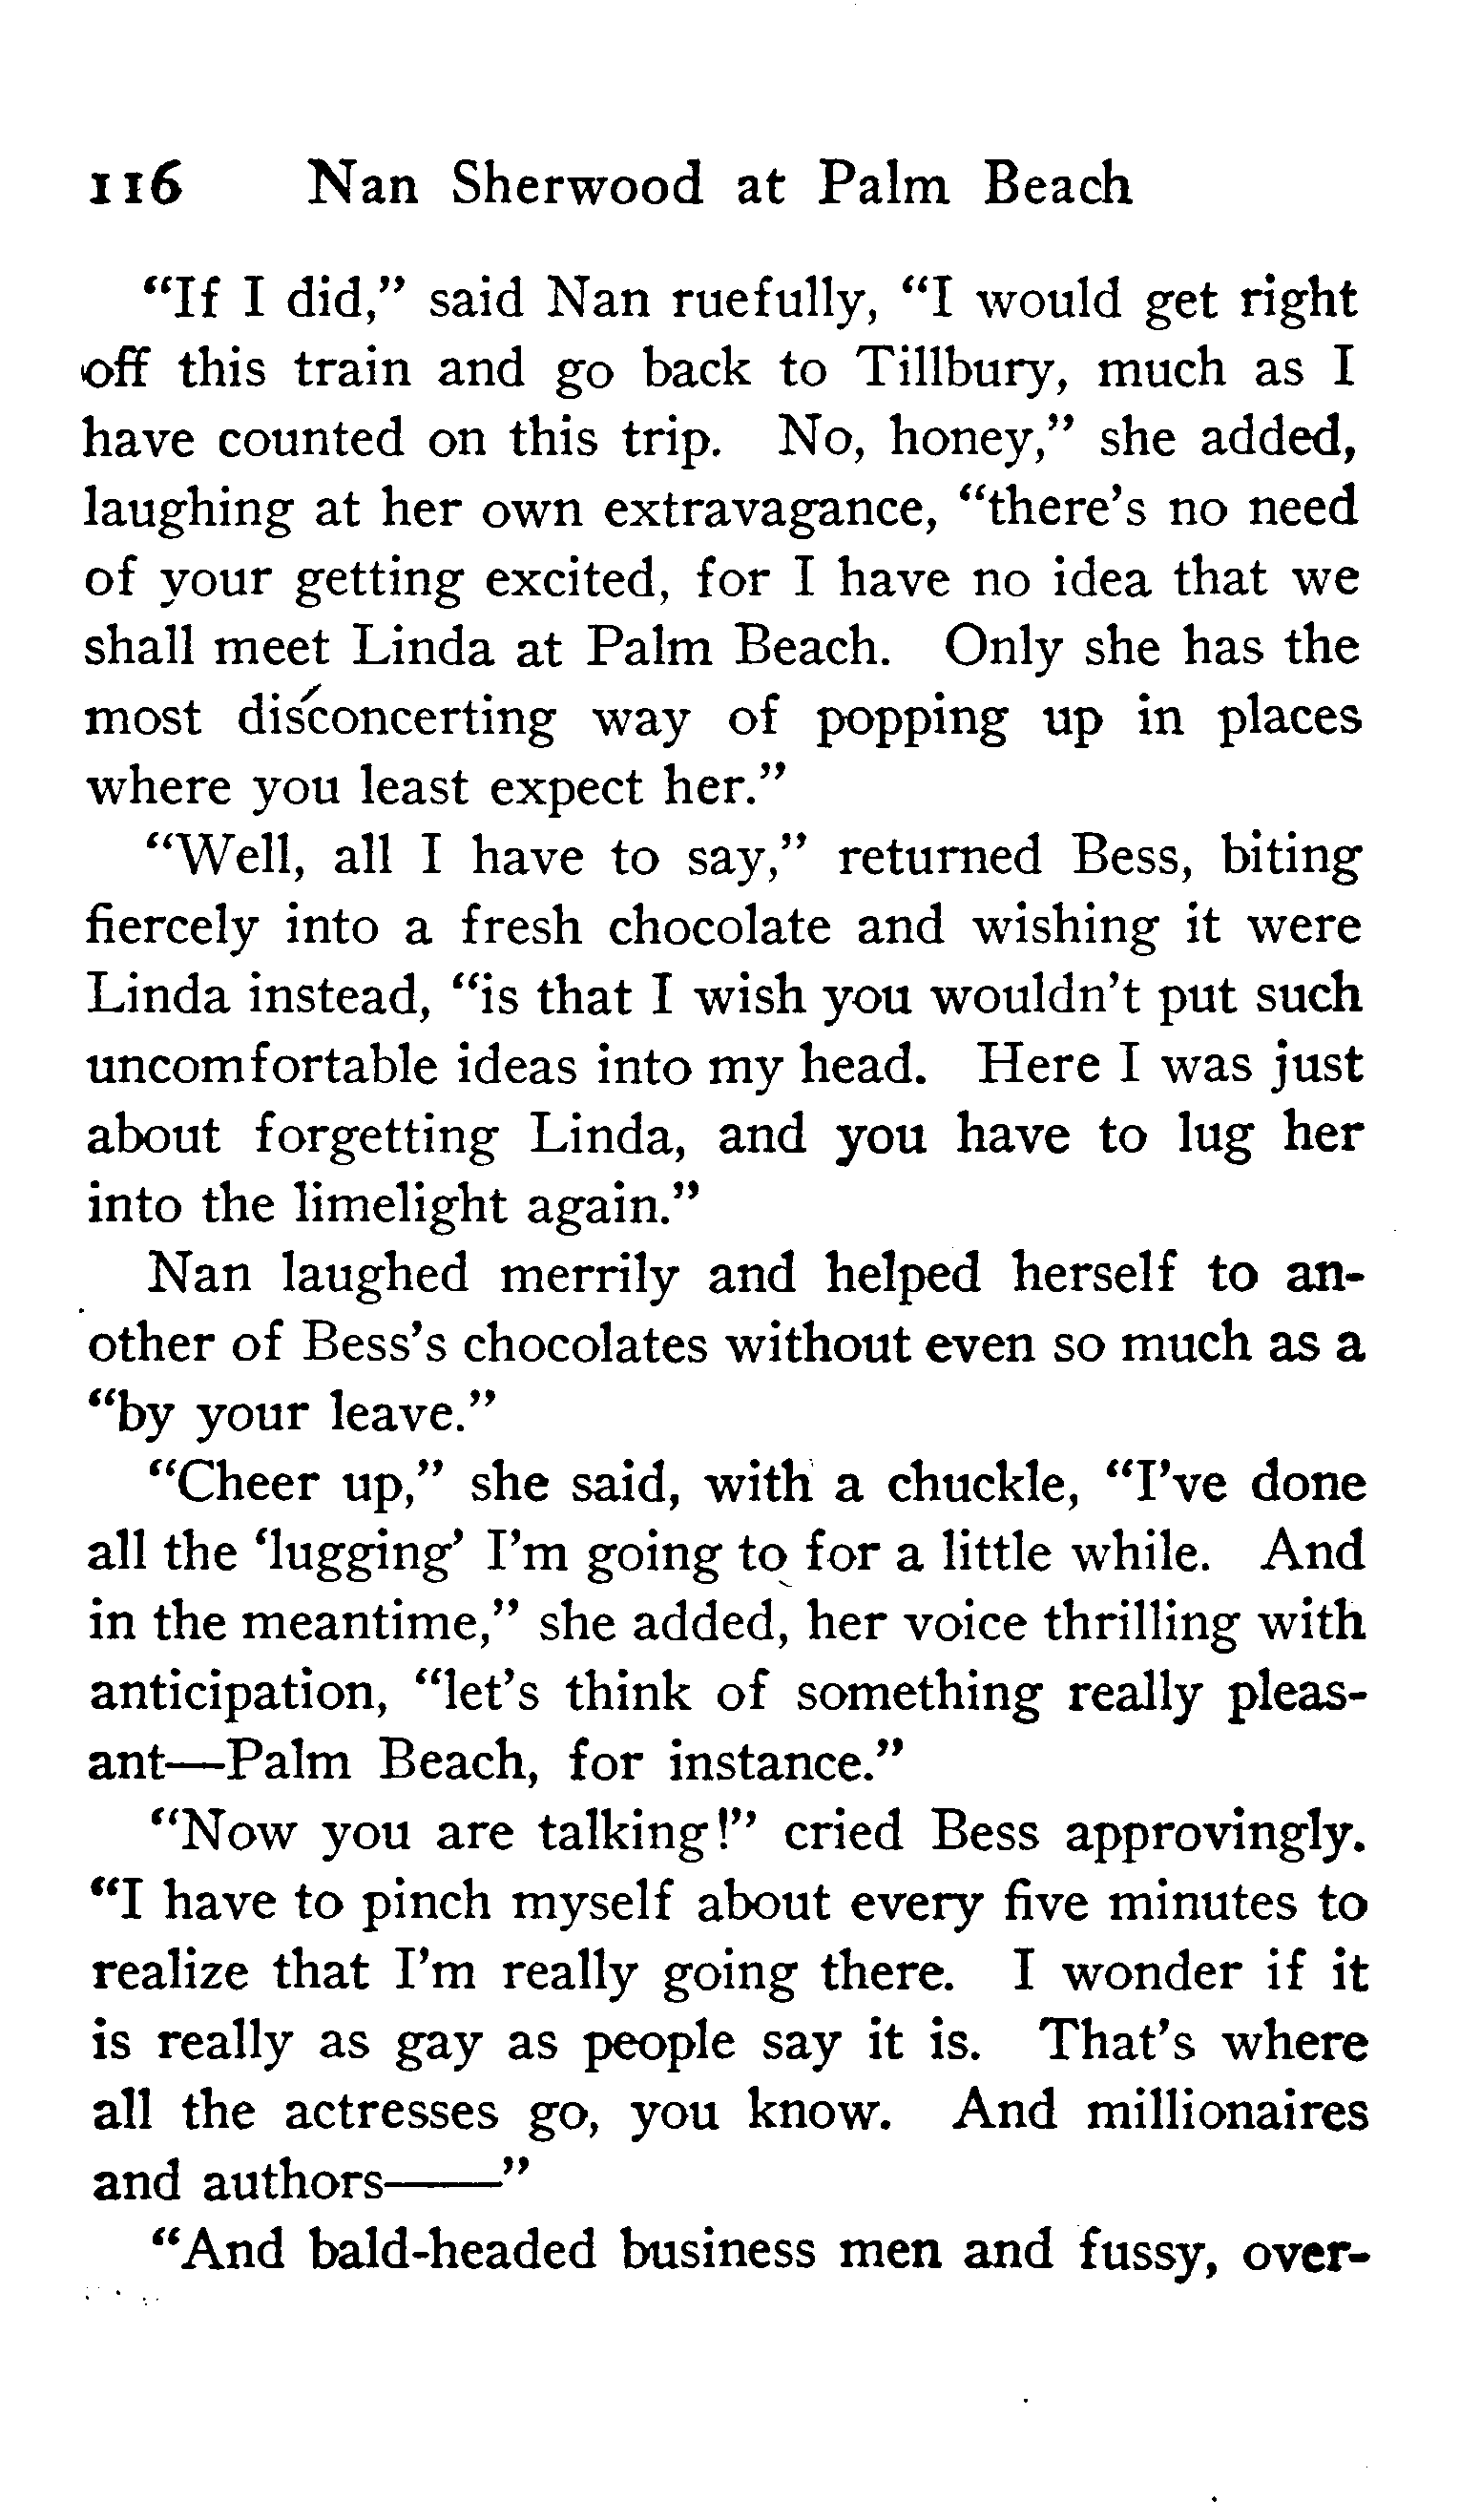 116 Nan Sherwood at Palm Beach
"If I did," said Nan ruefully, "I would get right
off this train and go back to Tillbury, much as I
have counted on this trip. No, honey," she added,
laughing at her own extravagance, "there's no need
of your getting excited, for I have no idea that we
shall meet Linda at Palm Beach. Only she has the
most disconcerting way of popping up in places
where you least expect her."
"Well, all I have to say," returned Bess, biting
fiercely into a fresh chocolate and wishing it were
Linda instead, "is that I wish you wouldn't put such
uncomfortable ideas into my head. Here I was just
about forgetting Linda, and you have to lug her
into the limelight again."
Nan laughed merrily and helped herself to an-
other of Bess's chocolates without even so much as a
"by your leave."
"Cheer up," she said, with a chuckle, "I've done
all the 'lugging' I'm going to for a little while. And
in the meantime," she added, her voice thrilling with
anticipation, "let's think of something really pleas-
ant—Palm Beach, for instance."
"Now you are talking!" cried Bess approvingly.
"I have to pinch myself about every five minutes to
realize that I'm really going there. I wonder if it
is really as gay as people say it is. That's where
all the actresses go, you know. And millionaires
and authors——"
"And bald-headed business men and fussy, over-